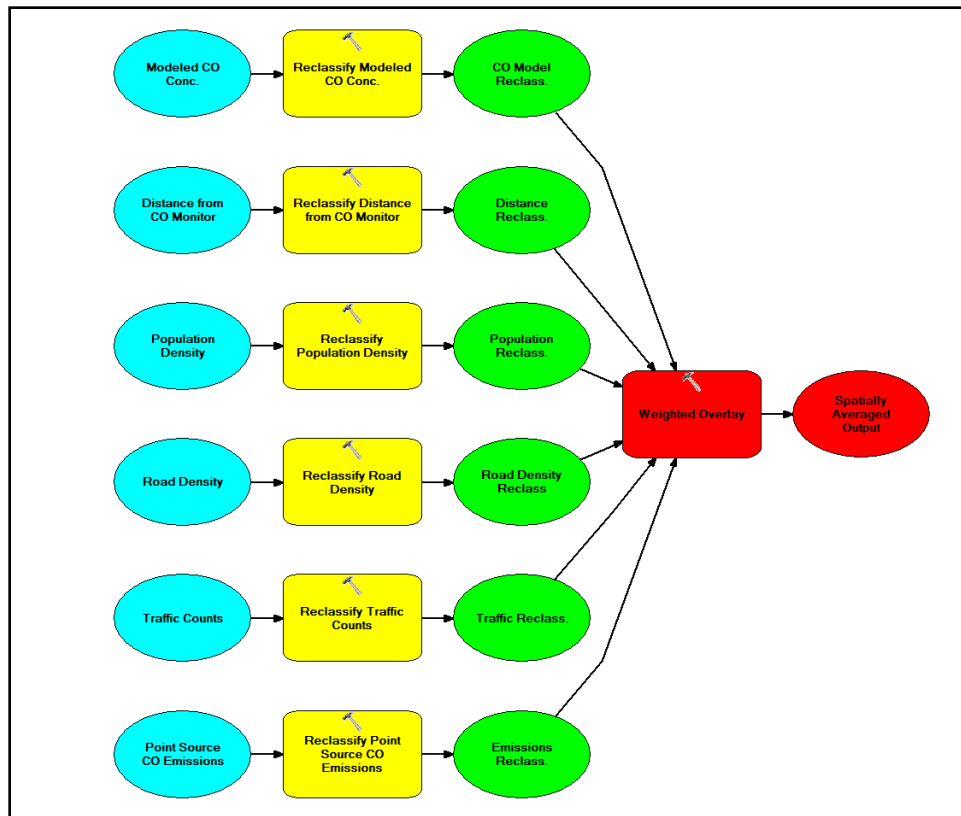 Modeled CO
Conc.
Reclassify Modeled
CO Conc.
CO Model
Reclass.
Distance from
CO Monitor
Reclassify Distance
from CO Monitor
Distance
Reclass.
Population
Density
Reclassify
Population Density
Population
Reclass.
Weighted Overlay
Spatially
Averaged
Output
Road Density
Reclassify Road
Density
Road Density
Reclass
Traffic Counts
Reclassify Traffic
Counts
Traffic Reclass.
Point Source
CO Emissions
Reclassify Point
Source CO
Emissions
Emissions
Reclass.